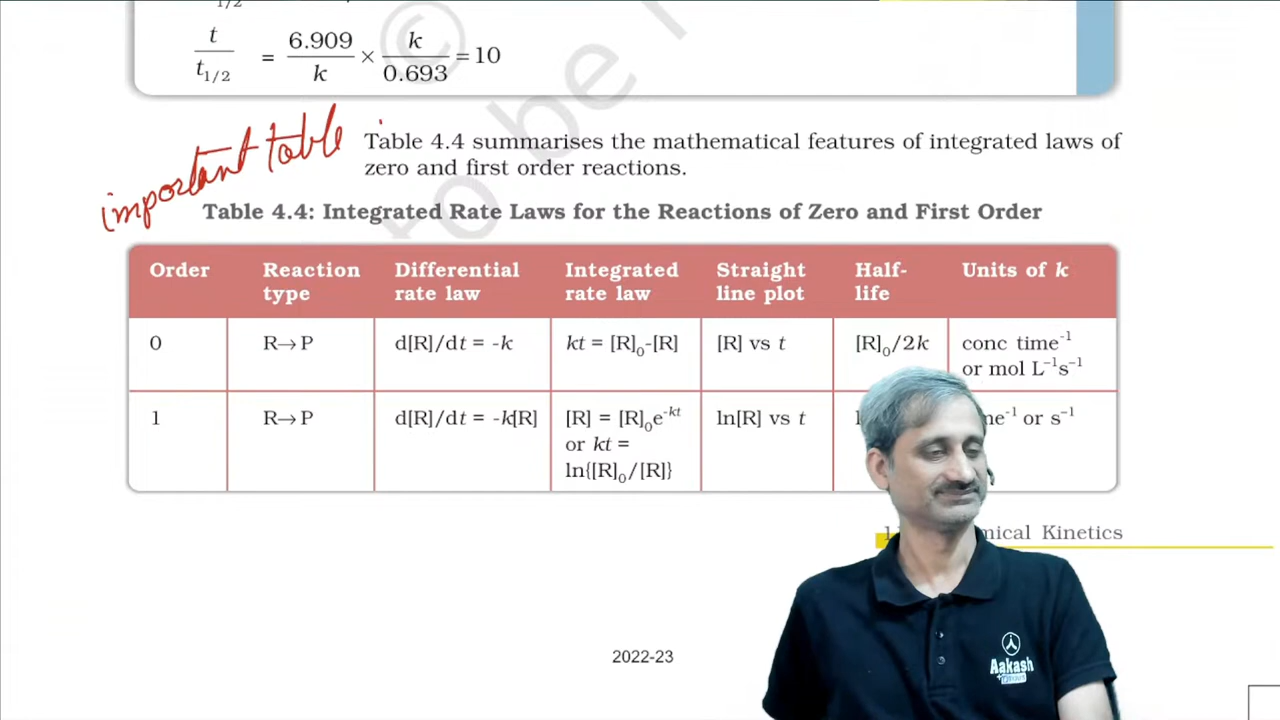 1/2
t
t1/2
= 6.909/k × k/0.693 = 10
important table
Table 4.4 summarises the mathematical features of integrated laws of
zero and first order reactions.
Table 4.4: Integrated Rate Laws for the Reactions of Zero and First Order
Order Reaction type Differential rate law Integrated rate law Straight line plot Half-life Units of k
0 R→P d[R]/dt = -k kt = [R]₀-[R] [R] vs t [R]₀/2k conc time⁻¹
or mol L⁻¹s⁻¹
1 R→P d[R]/dt = -k[R] [R] = [R]₀e⁻ᵏᵗ ln[R] vs t
or s⁻¹
or kt =
ln{[R]₀/[R]}
Kinetics
2022-23
Aakash
©
to be